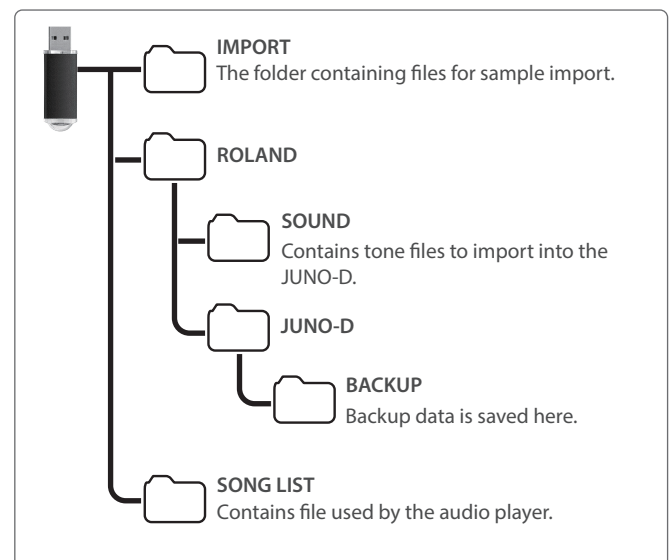 IMPORT
The folder containing files for sample import.
ROLAND
SOUND
Contains tone files to import into the
JUNO-D.
JUNO-D
BACKUP
Backup data is saved here.
SONG LIST
Contains file used by the audio player.